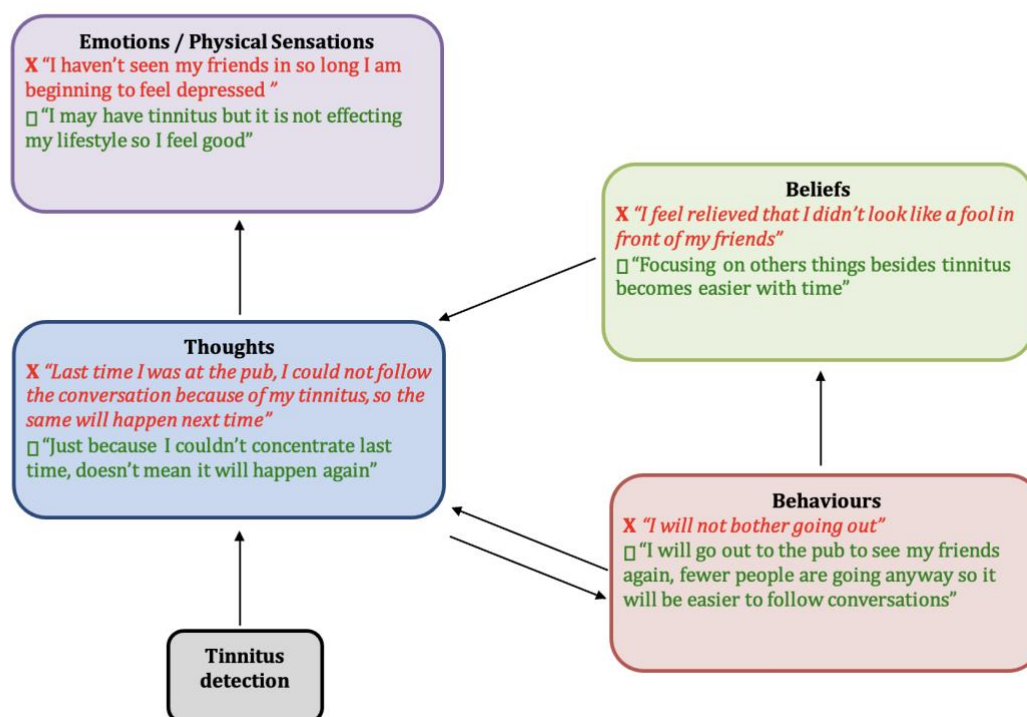 Emotions / Physical Sensations
X “I haven’t seen my friends in so long I am
beginning to feel depressed ”
▯ “I may have tinnitus but it is not effecting
my lifestyle so I feel good”
Beliefs
X “I feel relieved that I didn’t look like a fool in
front of my friends”
▯ “Focusing on others things besides tinnitus
becomes easier with time”
Thoughts
X “Last time I was at the pub, I could not follow
the conversation because of my tinnitus, so the
same will happen next time”
▯ “Just because I couldn’t concentrate last
time, doesn’t mean it will happen again”
Behaviours
X “I will not bother going out”
▯ “I will go out to the pub to see my friends
again, fewer people are going anyway so it
will be easier to follow conversations”
Tinnitus
detection